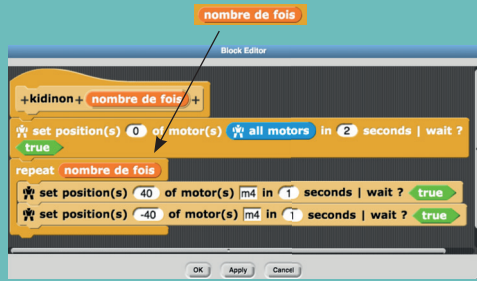 nombre de fois
Block Editor
+kidinon+ nombre de fois +
set position(s) 0 of motor(s) all motors in 2 seconds | wait ?
true
repeat nombre de fois
set position(s) 40 of motor(s) m4 in 1 seconds | wait ? true
set position(s) -40 of motor(s) m4 in 1 seconds | wait ? true
OK Apply Cancel